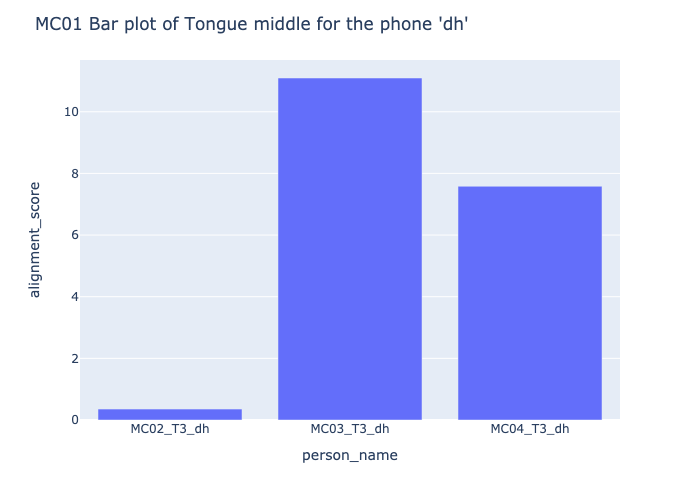 MC01 Bar plot of Tongue middle for the phone 'dh'
alignment_score
10
8
6
4
2
0
MC02_T3_dh
MC03_T3_dh
MC04_T3_dh
person_name